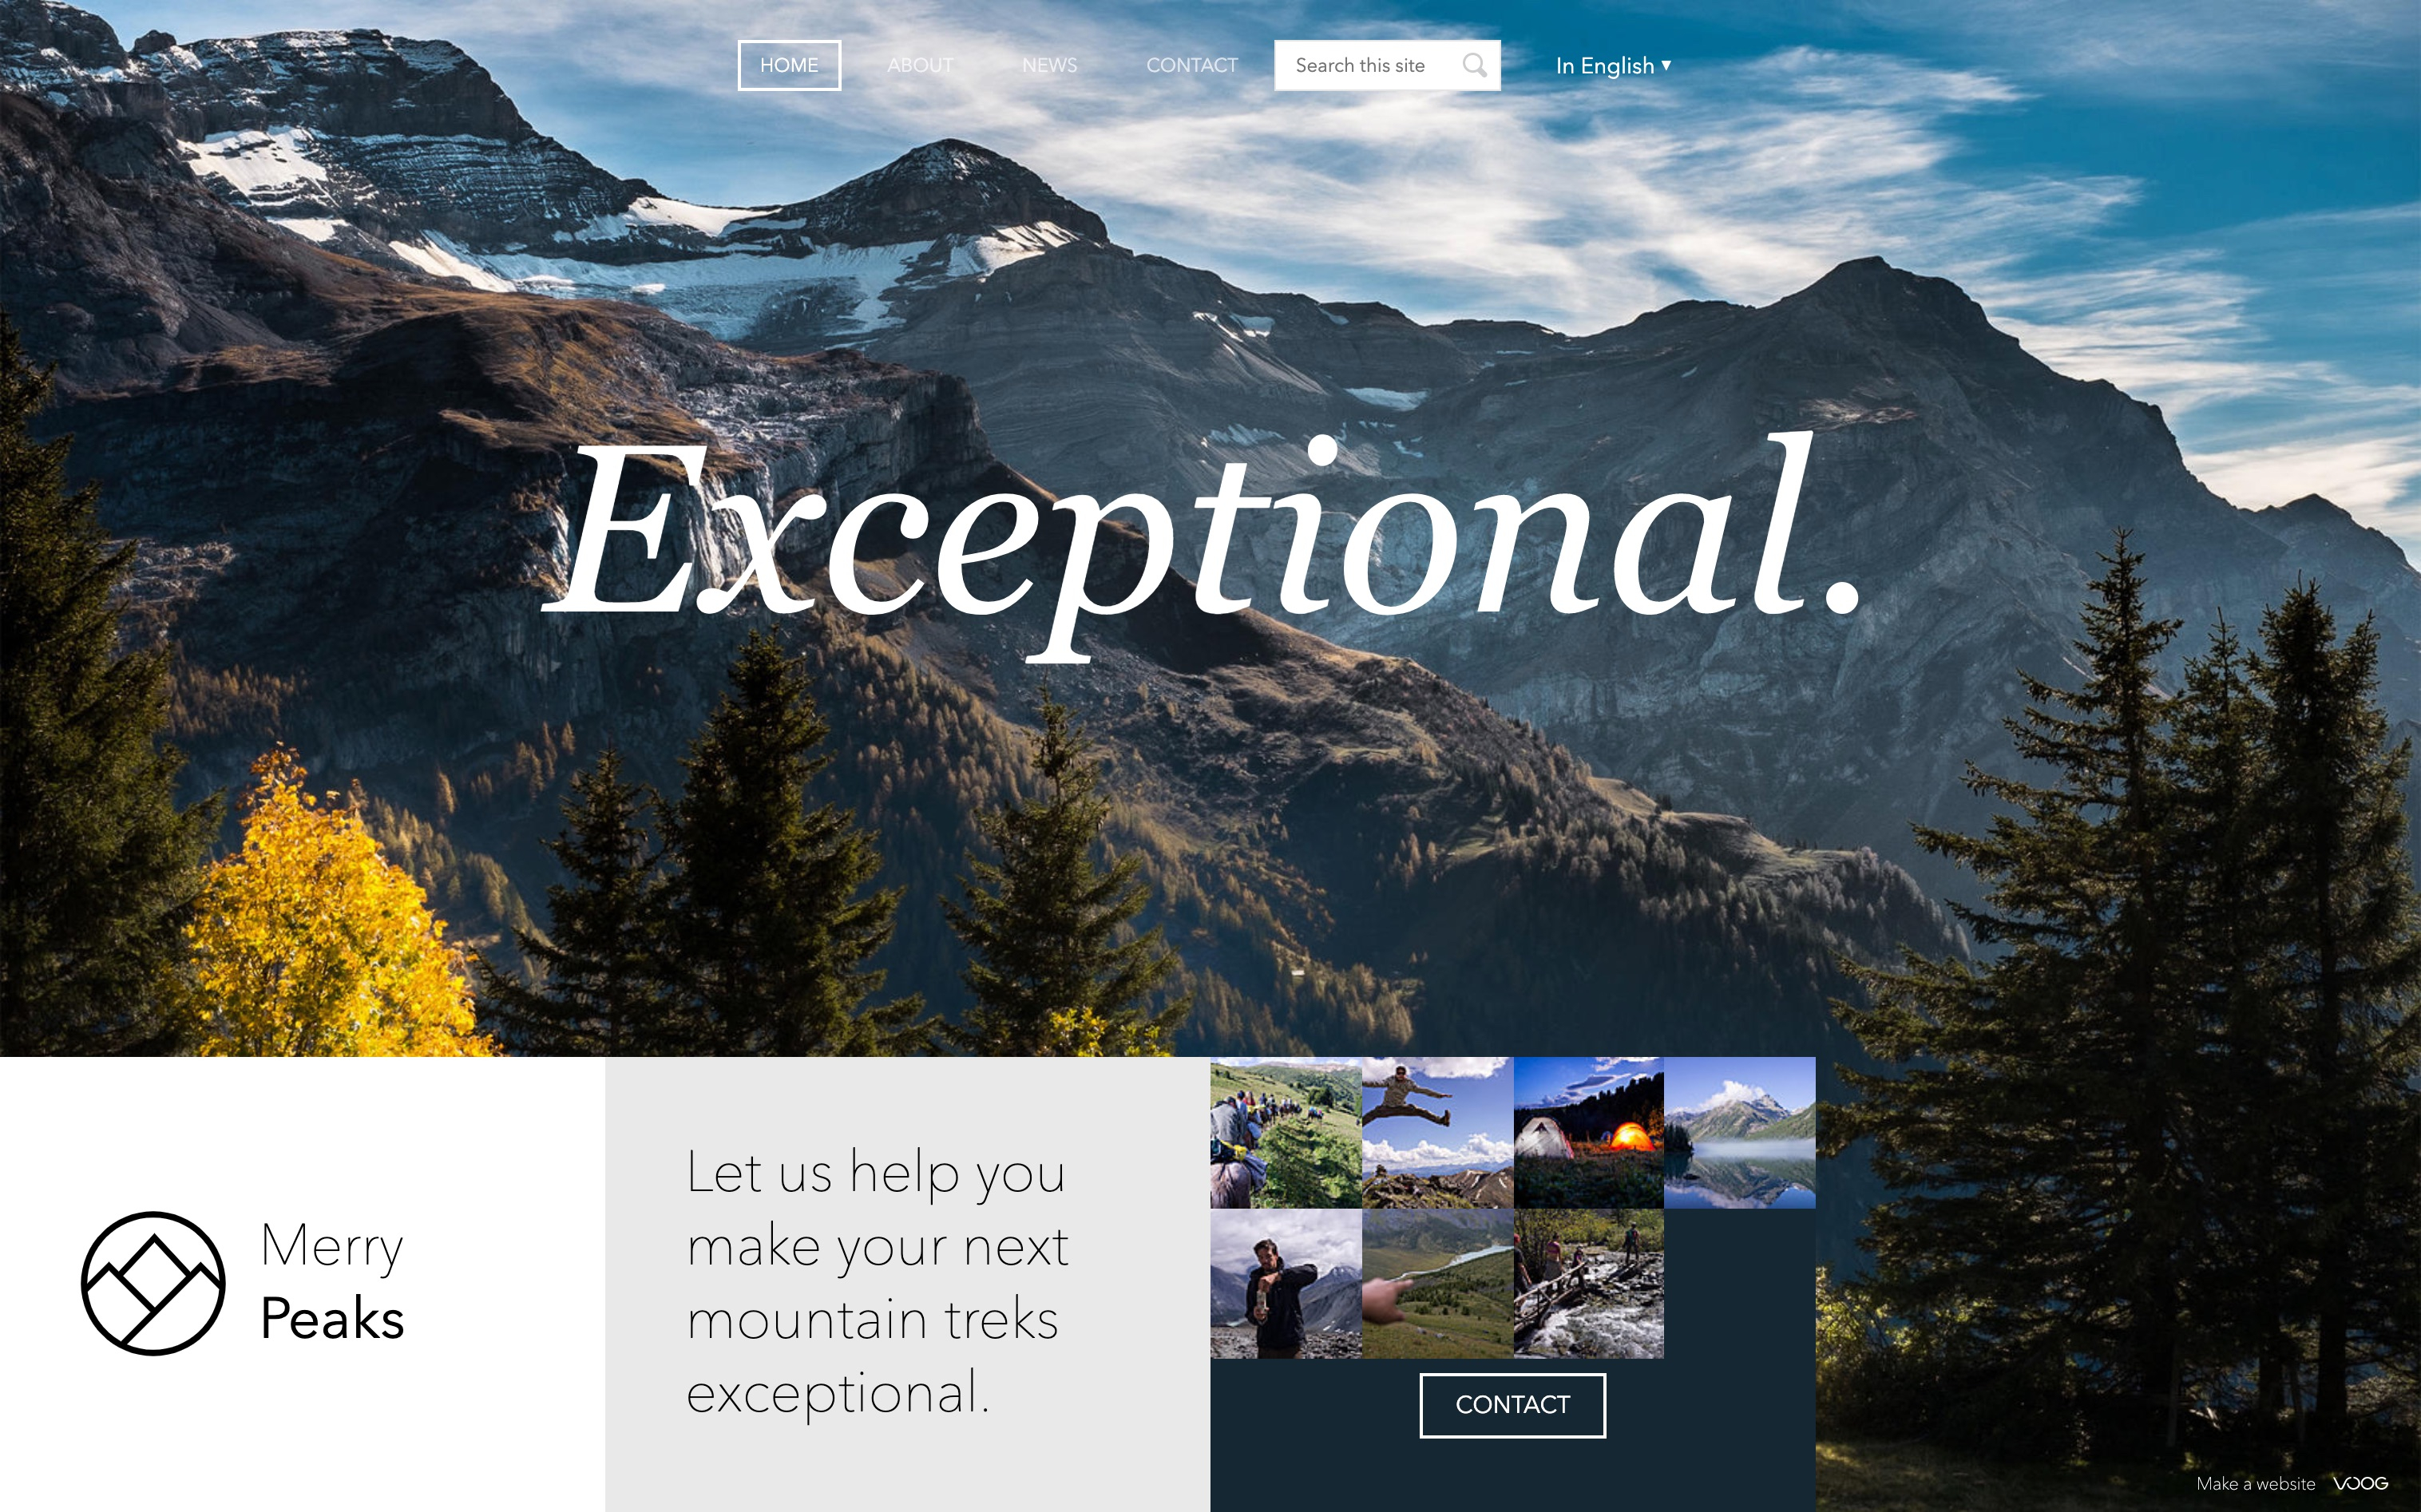 HOME ABOUT NEWS CONTACT Search this site In English ▾
Exceptional.
Merry
Peaks
Let us help you
make your next
mountain treks
exceptional.
CONTACT
Make a website VOOG